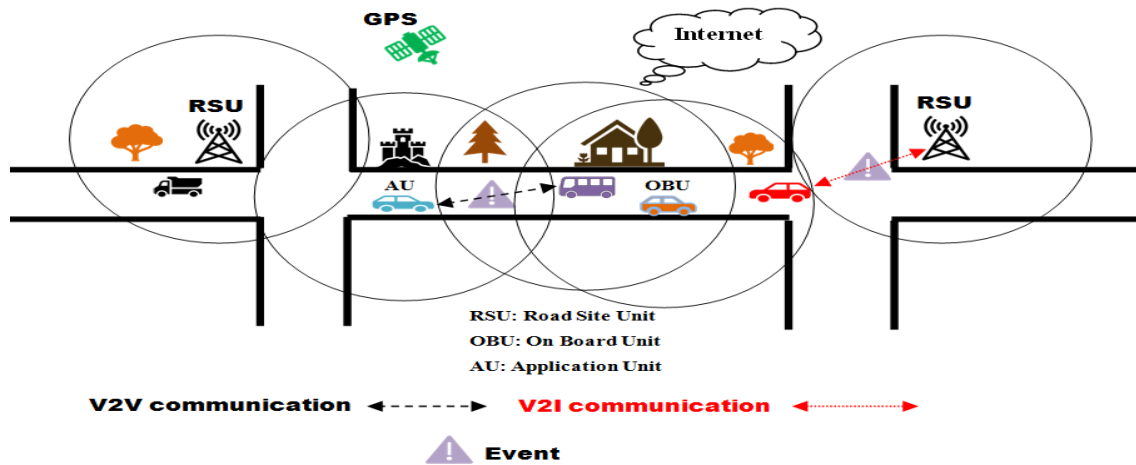 GPS
Internet
RSU
RSU
AU
OBU
RSU: Road Site Unit
OBU: On Board Unit
AU: Application Unit
V2V communication
V2I communication
Event